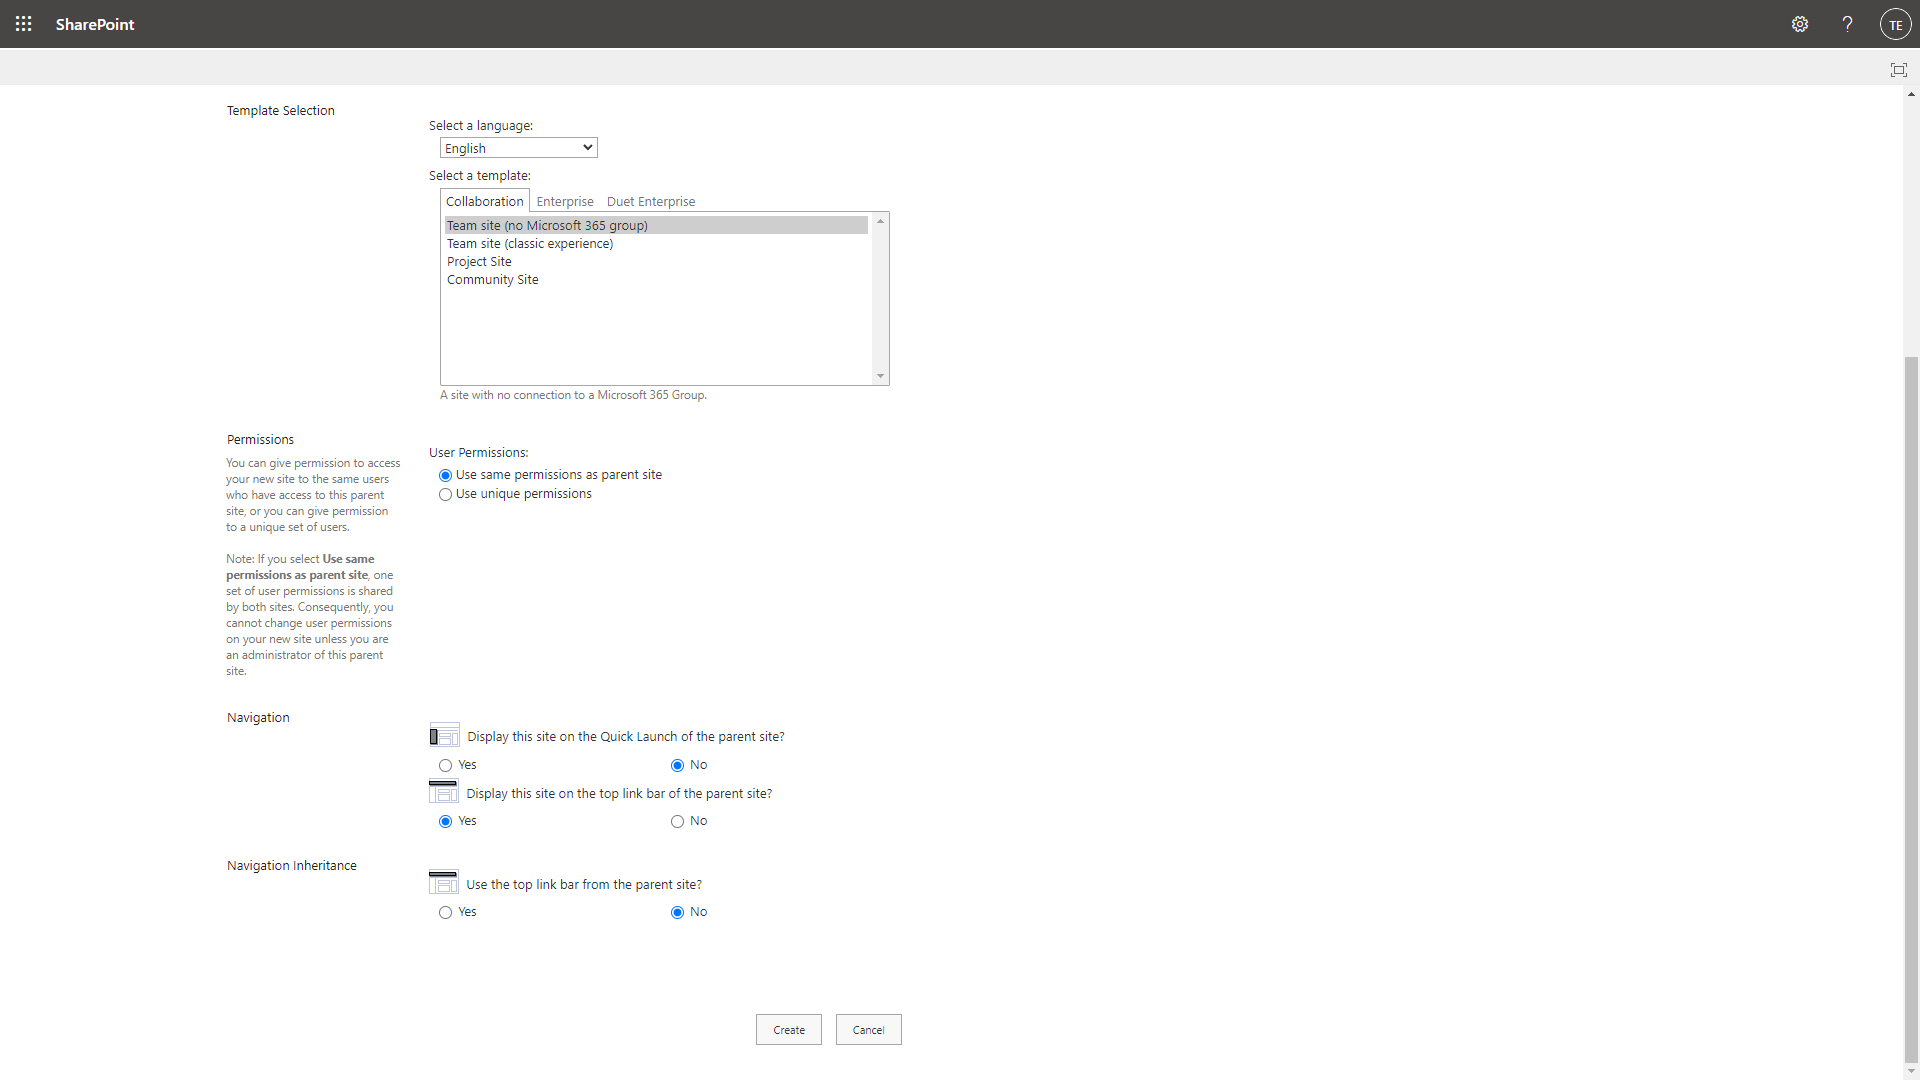 SharePoint
TE
Template Selection
Select a language:
English
Select a template:
Collaboration Enterprise Duet Enterprise
Team site (no Microsoft 365 group)
Team site (classic experience)
Project Site
Community Site
A site with no connection to a Microsoft 365 Group.
Permissions
You can give permission to access
your new site to the same users
who have access to this parent
site, or you can give permission
to a unique set of users.
Note: If you select Use same
permissions as parent site, one
set of user permissions is shared
by both sites. Consequently, you
cannot change user permissions
on your new site unless you are
an administrator of this parent
site.
User Permissions:
Use same permissions as parent site
Use unique permissions
Navigation
Display this site on the Quick Launch of the parent site?
Yes No
Display this site on the top link bar of the parent site?
Yes No
Navigation Inheritance
Use the top link bar from the parent site?
Yes No
Create Cancel